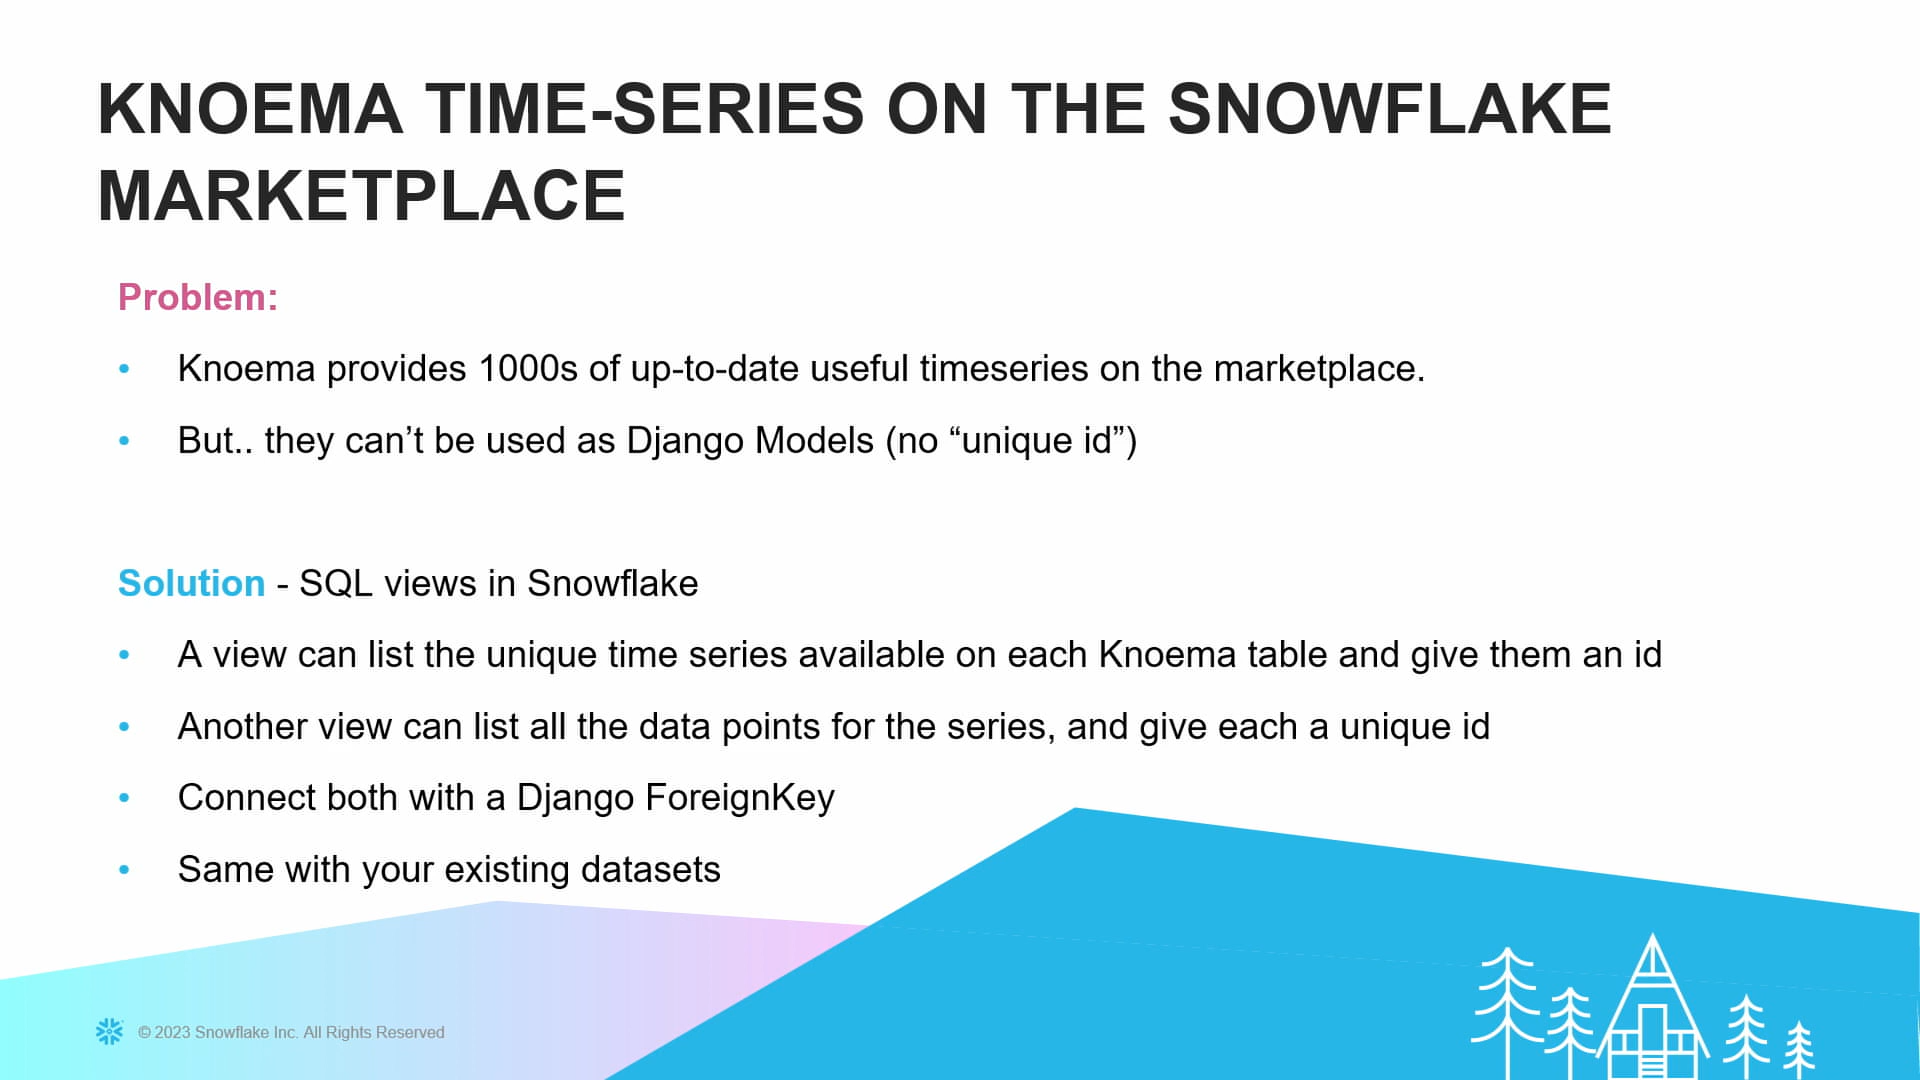 KNOEMA TIME-SERIES ON THE SNOWFLAKE
MARKETPLACE
Problem:
• Knoema provides 1000s of up-to-date useful timeseries on the marketplace.
• But.. they can’t be used as Django Models (no “unique id”)
Solution - SQL views in Snowflake
• A view can list the unique time series available on each Knoema table and give them an id
• Another view can list all the data points for the series, and give each a unique id
• Connect both with a Django ForeignKey
• Same with your existing datasets
© 2023 Snowflake Inc. All Rights Reserved